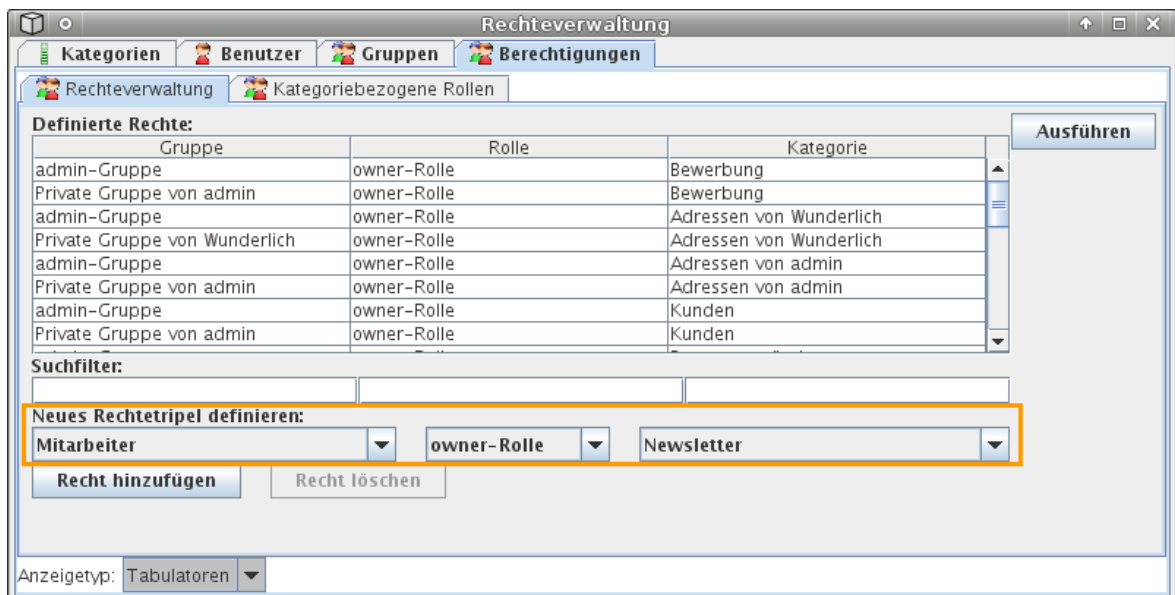 Rechteverwaltung
Kategorien Benutzer Gruppen Berechtigungen
Rechteverwaltung Kategoriebezogene Rollen
Definierte Rechte:
Ausführen
Gruppe Rolle Kategorie
admin-Gruppe owner-Rolle Bewerbung
Private Gruppe von admin owner-Rolle Bewerbung
admin-Gruppe owner-Rolle Adressen von Wunderlich
Private Gruppe von Wunderlich owner-Rolle Adressen von Wunderlich
admin-Gruppe owner-Rolle Adressen von admin
Private Gruppe von admin owner-Rolle Adressen von admin
admin-Gruppe owner-Rolle Kunden
Private Gruppe von admin owner-Rolle Kunden
Suchfilter:
Neues Rechtetripel definieren:
Mitarbeiter owner-Rolle Newsletter
Recht hinzufügen Recht löschen
Anzeigetyp: Tabulatoren